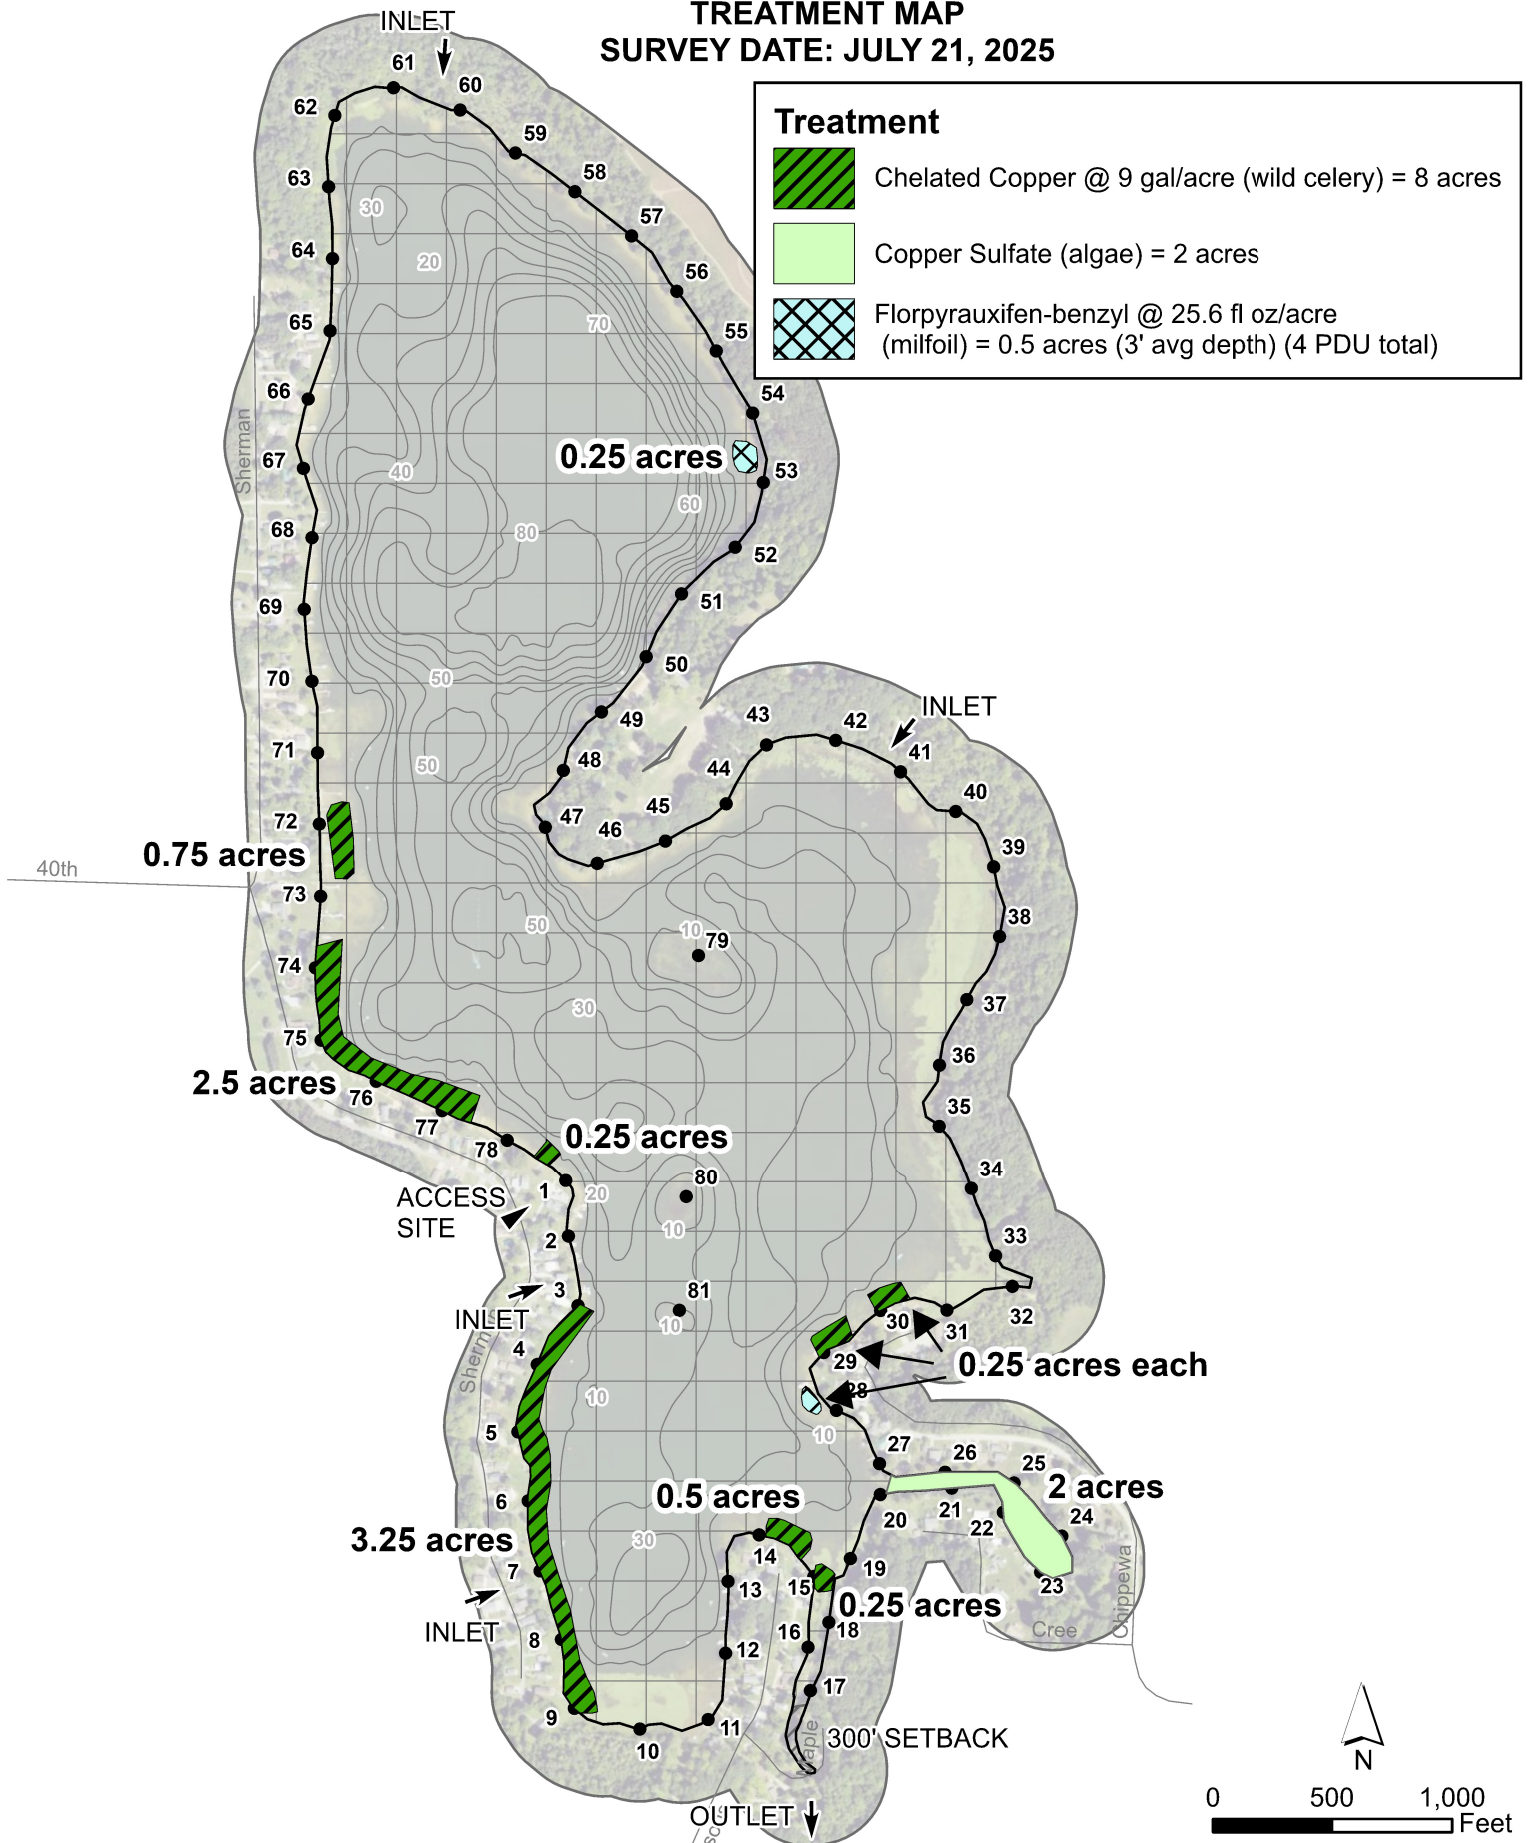 TREATMENT MAP
SURVEY DATE: JULY 21, 2025
Treatment
Chelated Copper @ 9 gal/acre (wild celery) = 8 acres
Copper Sulfate (algae) = 2 acres
Florpyrauxifen-benzyl @ 25.6 fl oz/acre
(milfoil) = 0.5 acres (3' avg depth) (4 PDU total)
INLET
61
60
62
59
58
63
57
30
64
20
56
70
65
55
66
54
Sherman
0.25 acres
67
40
53
60
68
80
52
69
51
50
70
50
INLET
49
43
42
71
50
48
44
41
72
47
46
45
40
0.75 acres
39
40th
73
38
50
10
79
74
37
30
75
36
2.5 acres
76
35
77
78
0.25 acres
34
1
20
80
ACCESS
SITE
10
2
33
3
81
INLET
10
30
31
32
4
29
0.25 acres each
Sherm
28
10
10
5
27
26
25
0.5 acres
2 acres
6
21
24
20
22
3.25 acres
30
14
7
19
15
13
23
0.25 acres
INLET
18
Cree
Chippewa
8
12
16
17
9
11
300' SETBACK
Maple
10
N
OUTLET
0 500 1,000
Feet